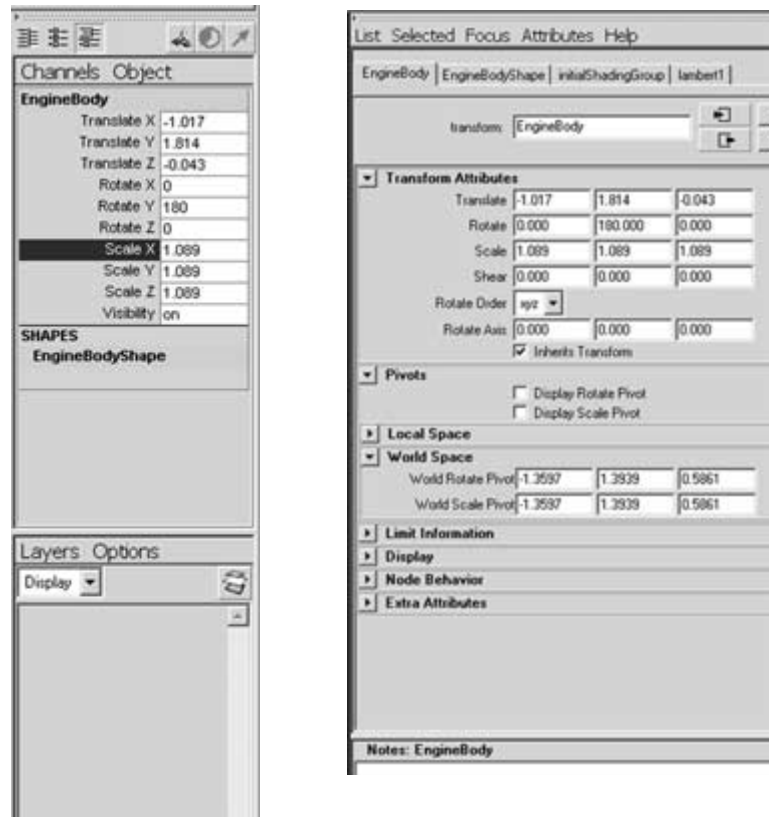 Channels Object
EngineBody
Translate X -1.017
Translate Y 1.814
Translate Z -0.043
Rotate X 0
Rotate Y 180
Rotate Z 0
Scale X 1.089
Scale Y 1.089
Scale Z 1.089
Visibility on
SHAPES
EngineBodyShape
Layers Options
Display
List Selected Focus Attributes Help
EngineBody EngineBodyShape initialShadingGroup lambert1
transform: EngineBody
Transform Attributes
Translate -1.017 1.814 -0.043
Rotate 0.000 180.000 0.000
Scale 1.089 1.089 1.089
Shear 0.000 0.000 0.000
Rotate Order xyz
Rotate Axis 0.000 0.000 0.000
Inherits Transform
Pivots
Display Rotate Pivot
Display Scale Pivot
Local Space
World Space
World Rotate Pivot -1.3597 1.3939 0.5861
World Scale Pivot -1.3597 1.3939 0.5861
Limit Information
Display
Node Behavior
Extra Attributes
Notes: EngineBody